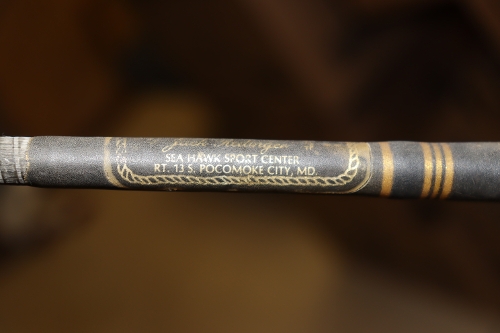 SEA HAWK SPORT CENTER
RT. 13 S. POCOMOKE CITY, MD.